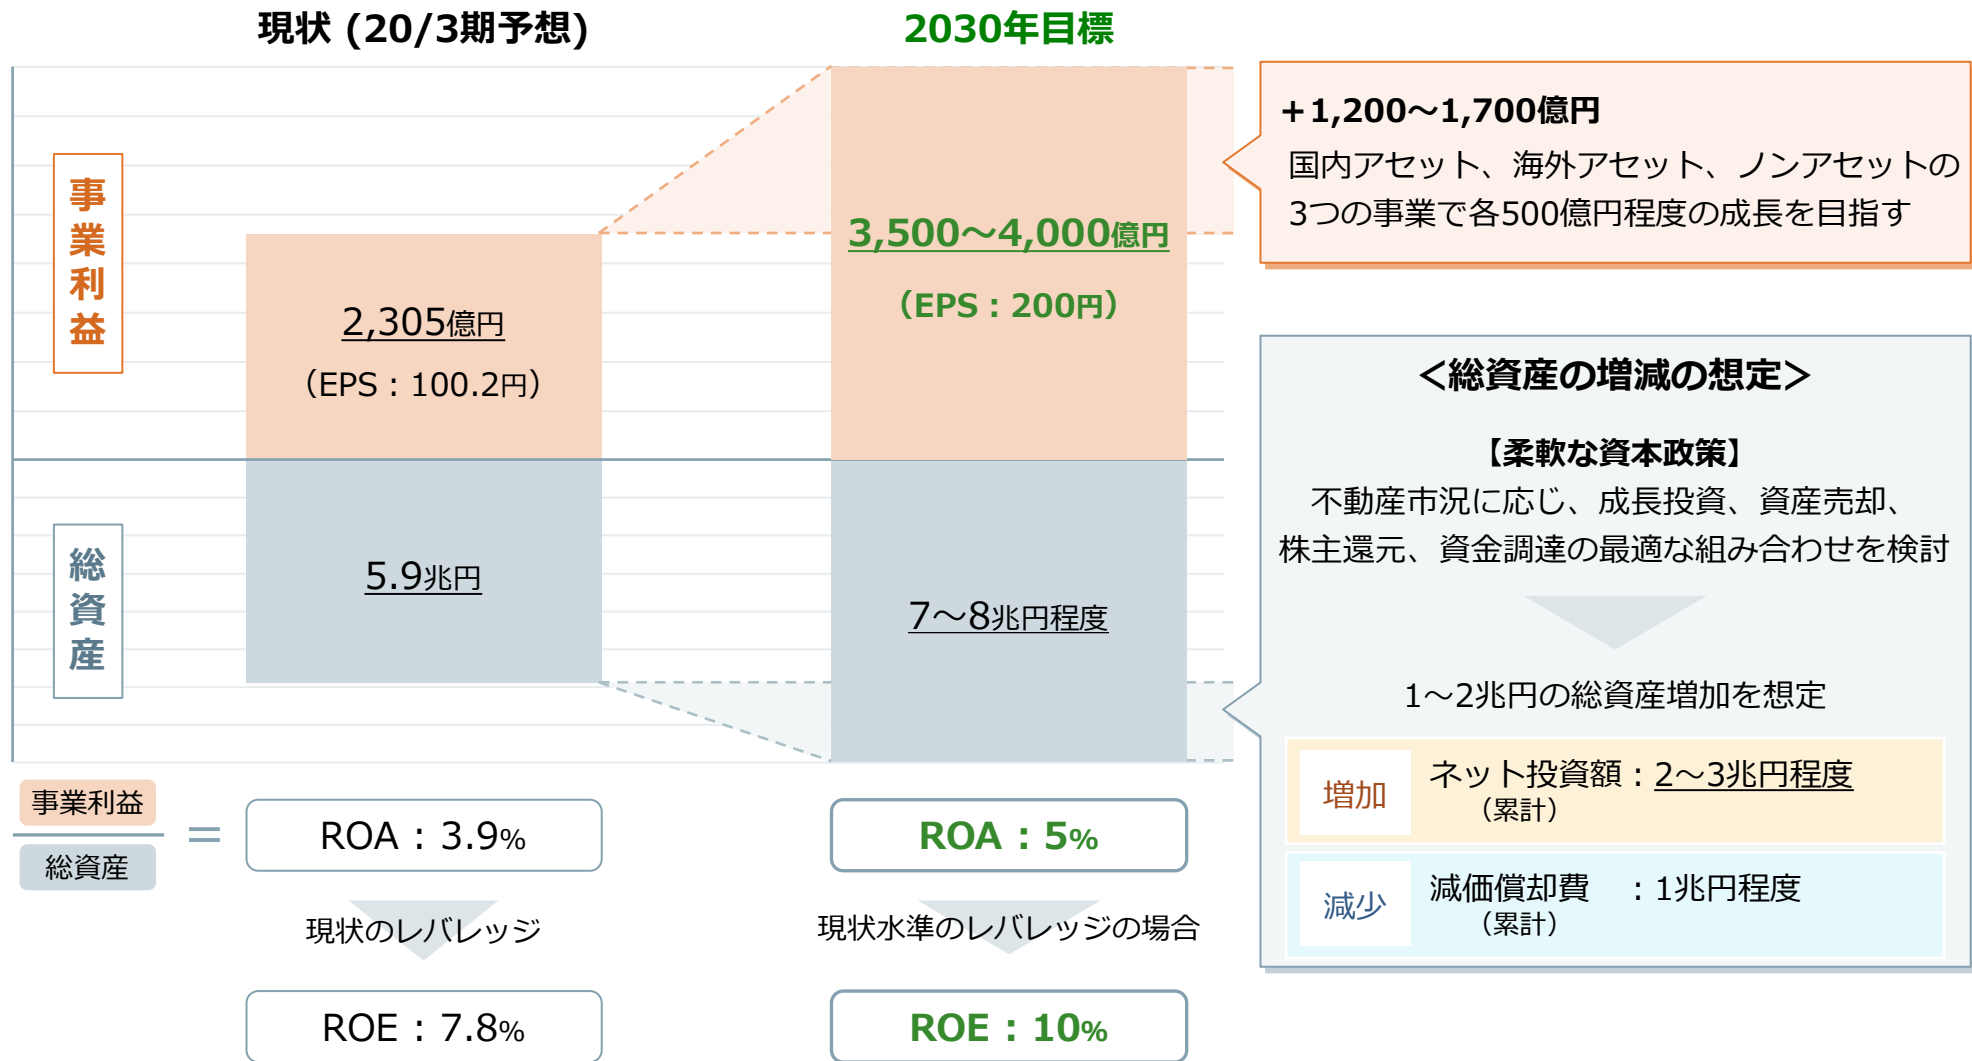 現状 (20/3期予想)
2030年目標
事業利益
2,305億円
（EPS：100.2円）
3,500～4,000億円
（EPS：200円）
＋1,200～1,700億円
国内アセット、海外アセット、ノンアセットの
3つの事業で各500億円程度の成長を目指す
総資産
5.9兆円
7～8兆円程度
＜総資産の増減の想定＞
【柔軟な資本政策】
不動産市況に応じ、成長投資、資産売却、
株主還元、資金調達の最適な組み合わせを検討
1～2兆円の総資産増加を想定
増加
ネット投資額：2～3兆円程度
（累計）
減少
減価償却費　：1兆円程度
（累計）
事業利益
総資産
＝
ROA：3.9%
ROA：5%
現状のレバレッジ
現状水準のレバレッジの場合
ROE：7.8%
ROE：10%